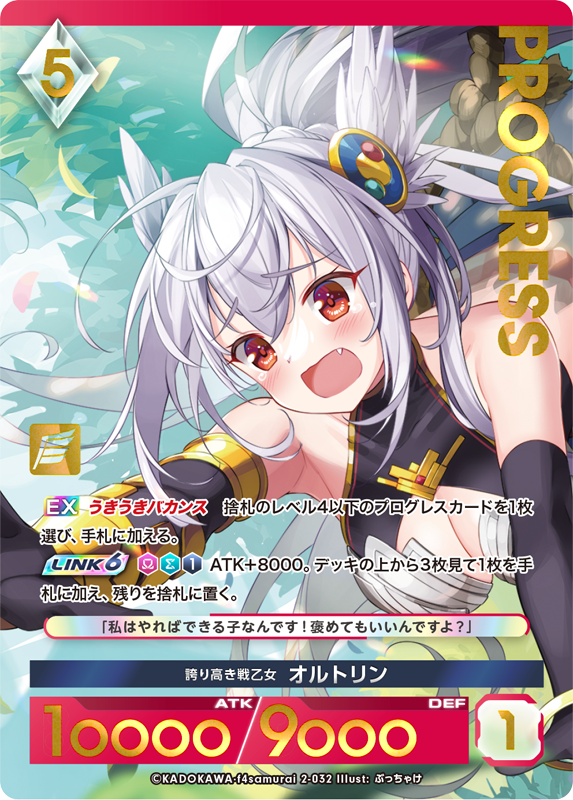 5
PROGRESS
EX うきうきバカンス 捨札のレベル4以下のプログレスカードを1枚
選び、手札に加える。
LINK 6 Ω Σ 1 ATK+8000。デッキの上から3枚見て1枚を手
札に加え、残りを捨札に置く。
「私はやればできる子なんです！褒めてもいいんですよ？」
誇り高き戦乙女 オルトリン
ATK DEF
10000/9000
1
©KADOKAWA-f4samurai 2-032 Illust: ぶっちゃけ